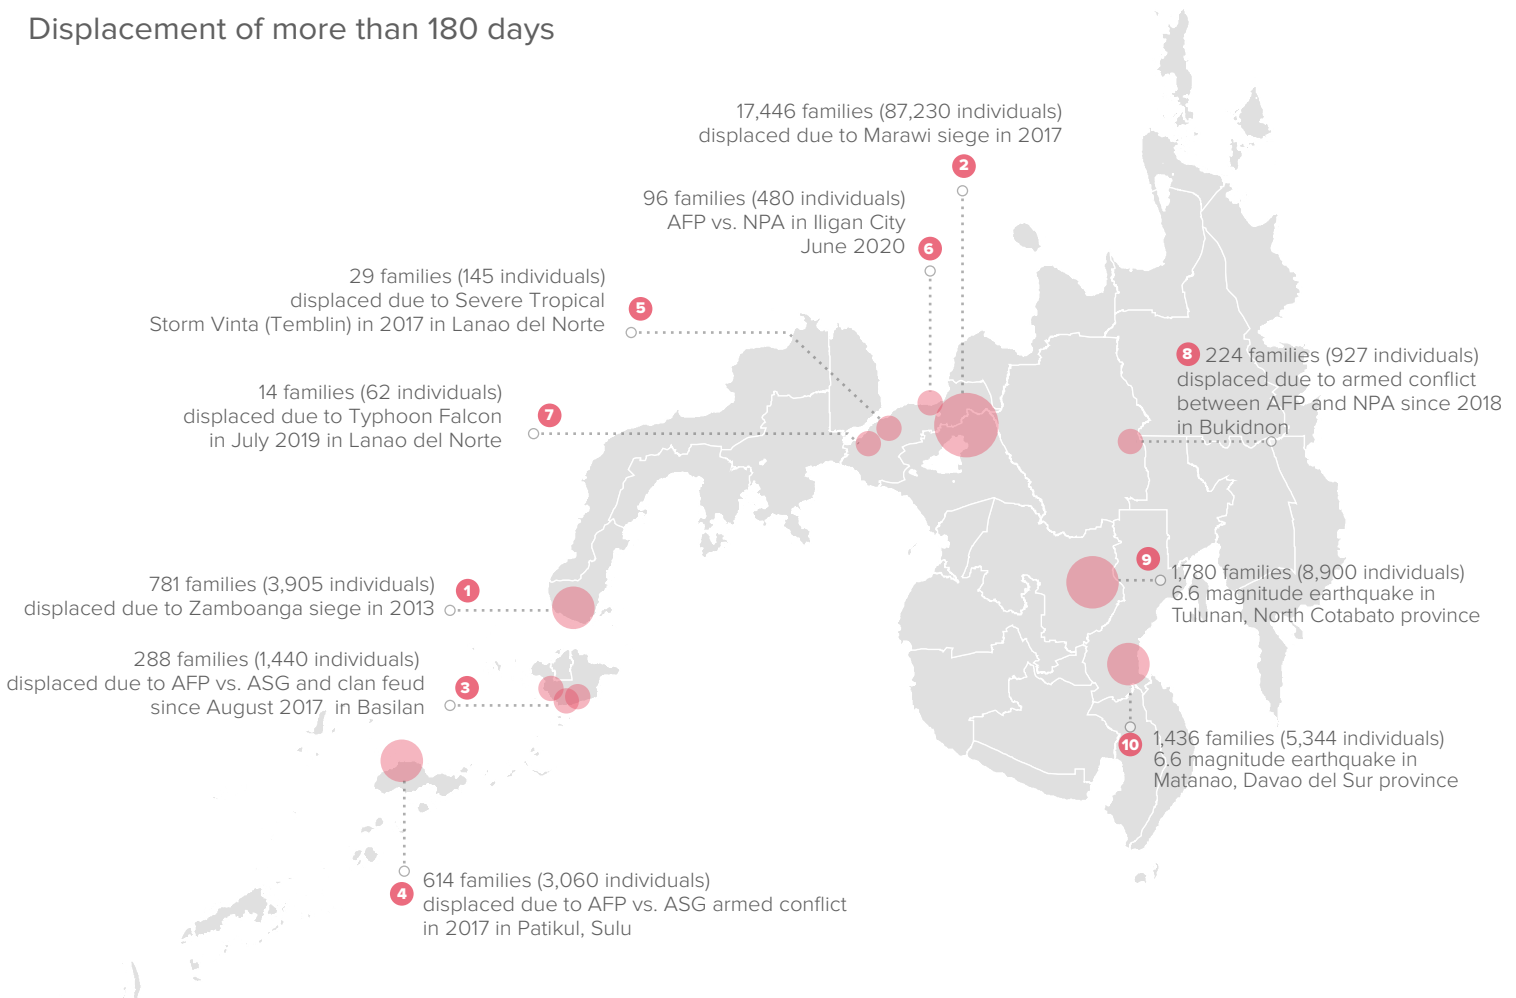 Displacement of more than 180 days
17,446 families (87,230 individuals)
displaced due to Marawi siege in 2017
2
96 families (480 individuals)
AFP vs. NPA in Iligan City
June 2020
6
29 families (145 individuals)
displaced due to Severe Tropical
Storm Vinta (Temblin) in 2017 in Lanao del Norte
5
8 224 families (927 individuals)
displaced due to armed conflict
between AFP and NPA since 2018
in Bukidnon
14 families (62 individuals)
displaced due to Typhoon Falcon
in July 2019 in Lanao del Norte
7
9
1,780 families (8,900 individuals)
6.6 magnitude earthquake in
Tulunan, North Cotabato province
781 families (3,905 individuals)
displaced due to Zamboanga siege in 2013
1
288 families (1,440 individuals)
displaced due to AFP vs. ASG and clan feud
since August 2017 in Basilan
3
10
1,436 families (5,344 individuals)
6.6 magnitude earthquake in
Matanao, Davao del Sur province
4
614 families (3,060 individuals)
displaced due to AFP vs. ASG armed conflict
in 2017 in Patikul, Sulu